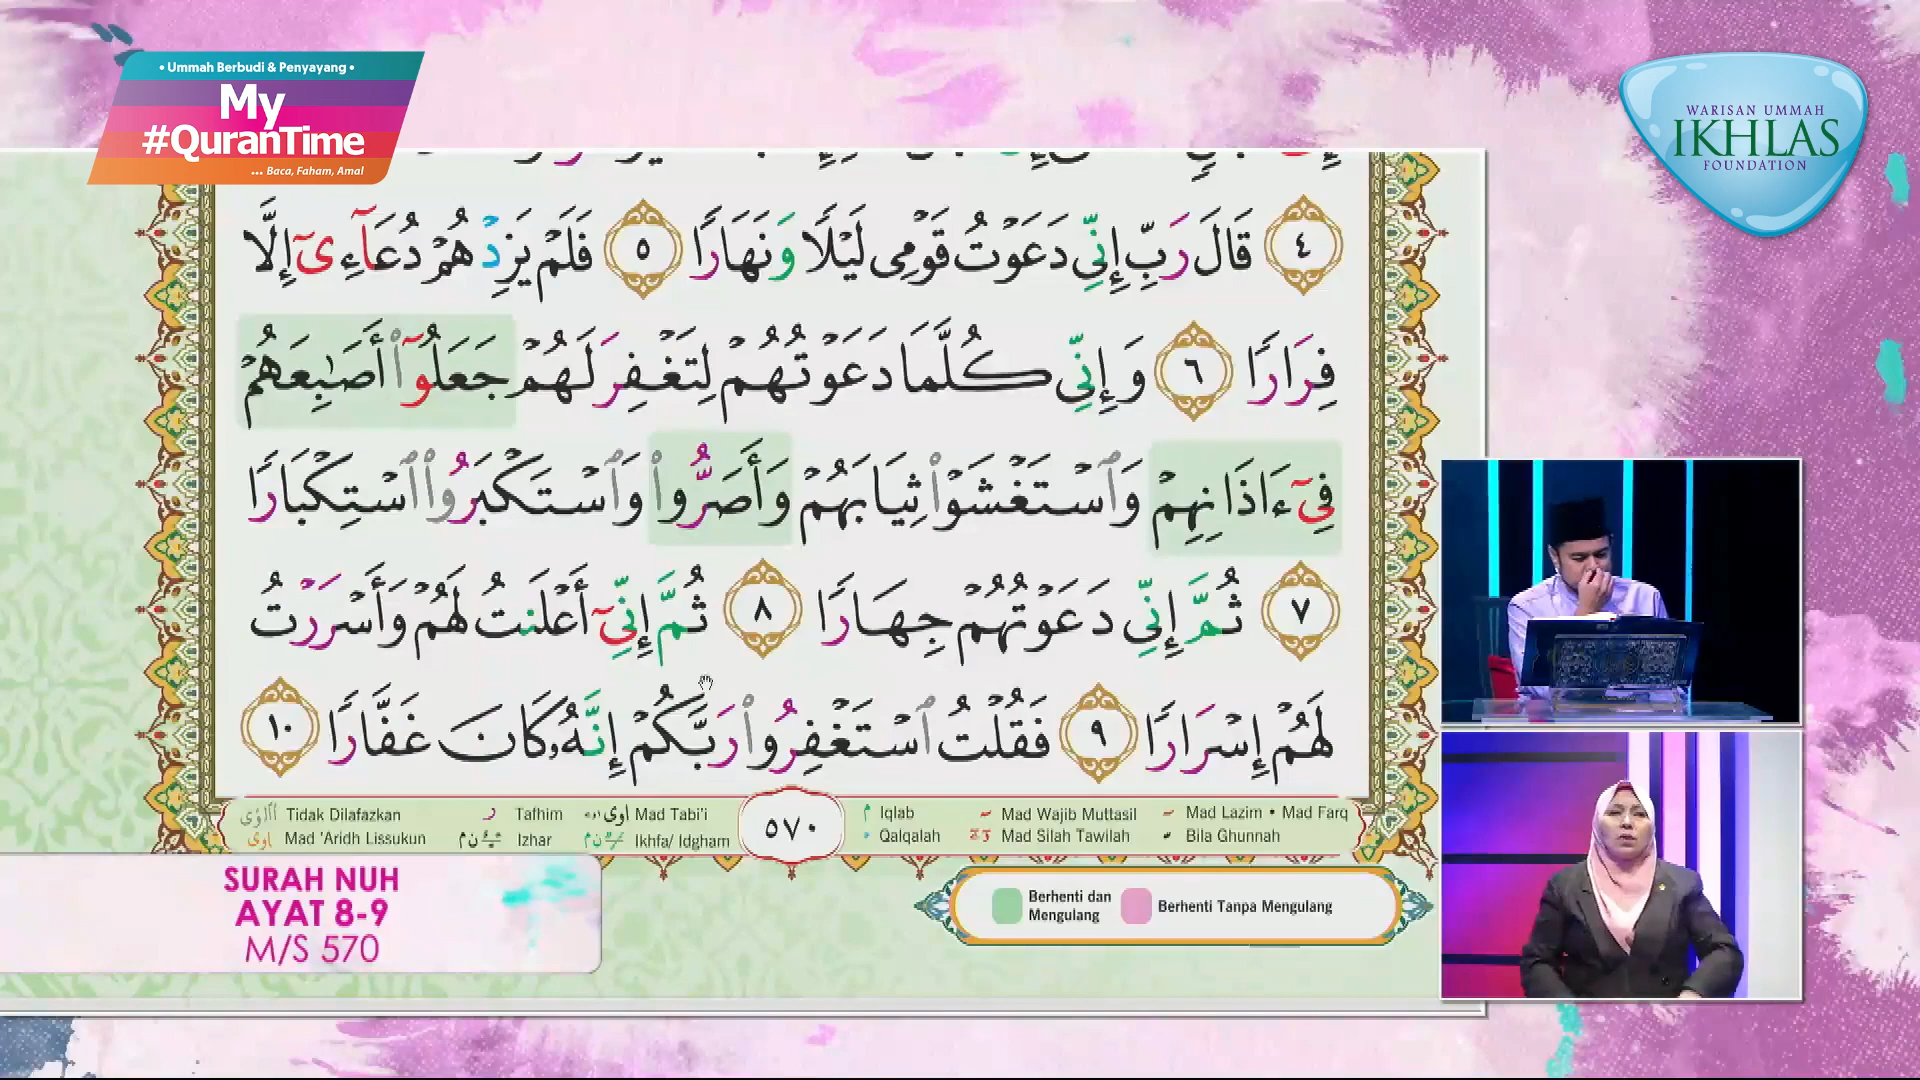 • Ummah Berbudi & Penyayang •
My
#QuranTime
... Baca, Faham, Amal
WARISAN UMMAH
IKHLAS
FOUNDATION
٤ قَالَ رَبِّ إِنِّى دَعَوْتُ قَوْمِى لَيْلًا وَنَهَارًا ٥ فَلَمْ يَزِدْهُمْ دُعَآءِىٓ إِلَّا
فِرَارًا ٦ وَإِنِّى كُلَّمَا دَعَوْتُهُمْ لِتَغْفِرَ لَهُمْ جَعَلُوٓا۟ أَصَـٰبِعَهُمْ
فِىٓ ءَاذَانِهِمْ وَٱسْتَغْشَوْا۟ ثِيَابَهُمْ وَأَصَرُّوا۟ وَٱسْتَكْبَرُوا۟ ٱسْتِكْبَارًا
٧ ثُمَّ إِنِّى دَعَوْتُهُمْ جِهَارًا ٨ ثُمَّ إِنِّىٓ أَعْلَنتُ لَهُمْ وَأَسْرَرْتُ
لَهُمْ إِسْرَارًا ٩ فَقُلْتُ ٱسْتَغْفِرُوا۟ رَبَّكُمْ إِنَّهُۥ كَانَ غَفَّارًا ١٠
Tidak Dilafazkan Tafhim Mad Tabi'i
Mad 'Aridh Lissukun Izhar Ikhfa/ Idgham
٥٧٠
Iqlab Mad Wajib Muttasil Mad Lazim • Mad Farq
Qalqalah Mad Silah Tawilah Bila Ghunnah
SURAH NUH
AYAT 8-9
M/S 570
Berhenti dan
Mengulang
Berhenti Tanpa Mengulang